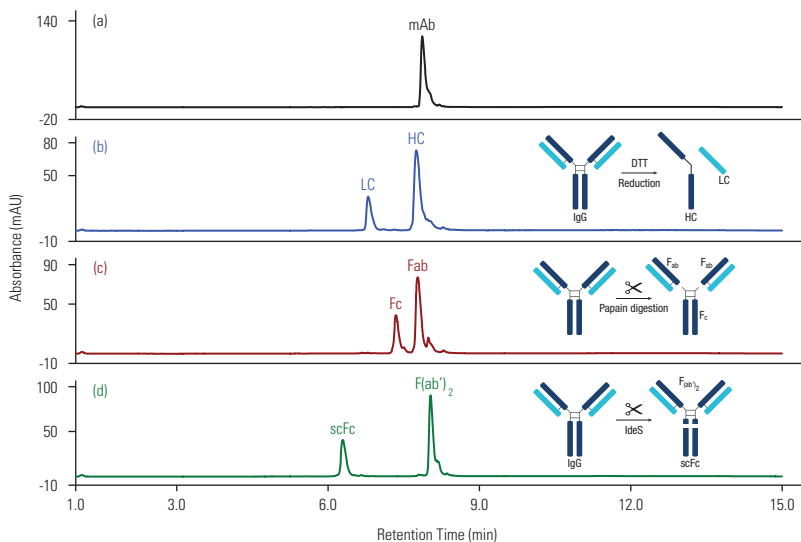 Absorbance (mAU)
140
-20
(a)
mAb
80
50
-10
(b)
LC
HC
IgG
DTT
Reduction
HC
LC
90
50
-10
(c)
Fc
Fab
Papain digestion
Fab
Fab
Fc
100
50
-10
(d)
scFc
F(ab')2
IgG
IdeS
F(ab')2
scFc
1.0 3.0 6.0 9.0 12.0 15.0
Retention Time (min)